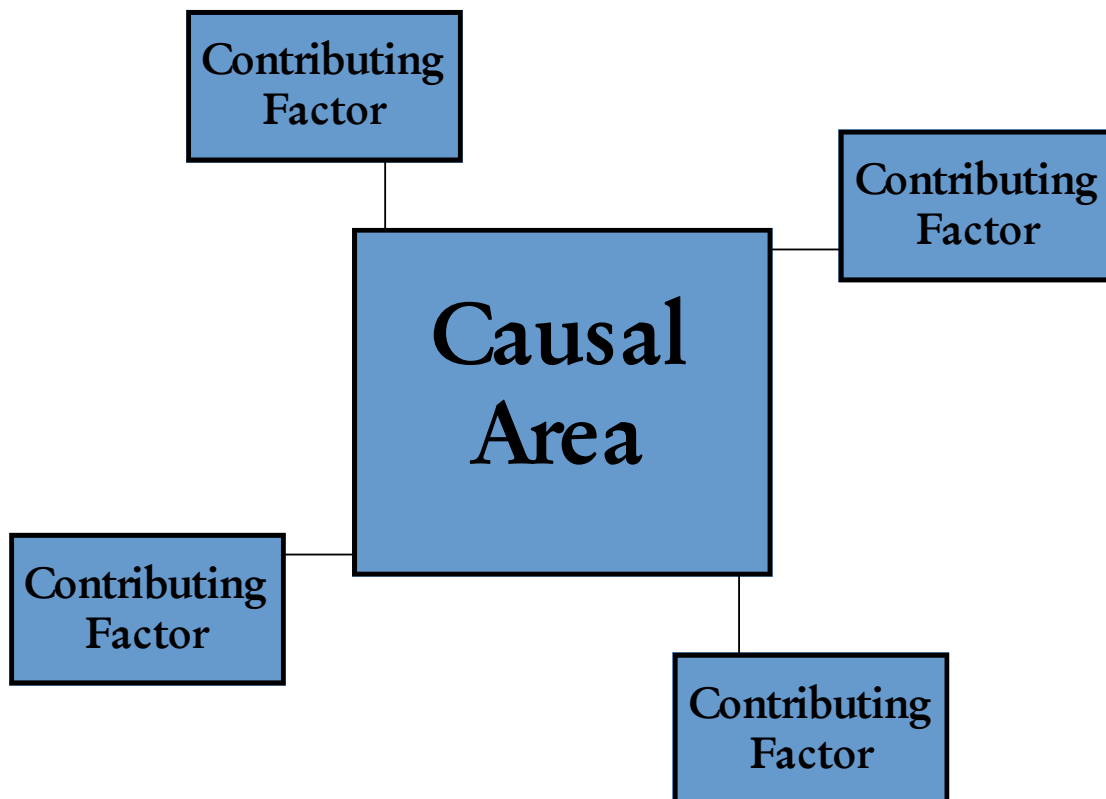 Contributing
Factor
Contributing
Factor
Causal
Area
Contributing
Factor
Contributing
Factor